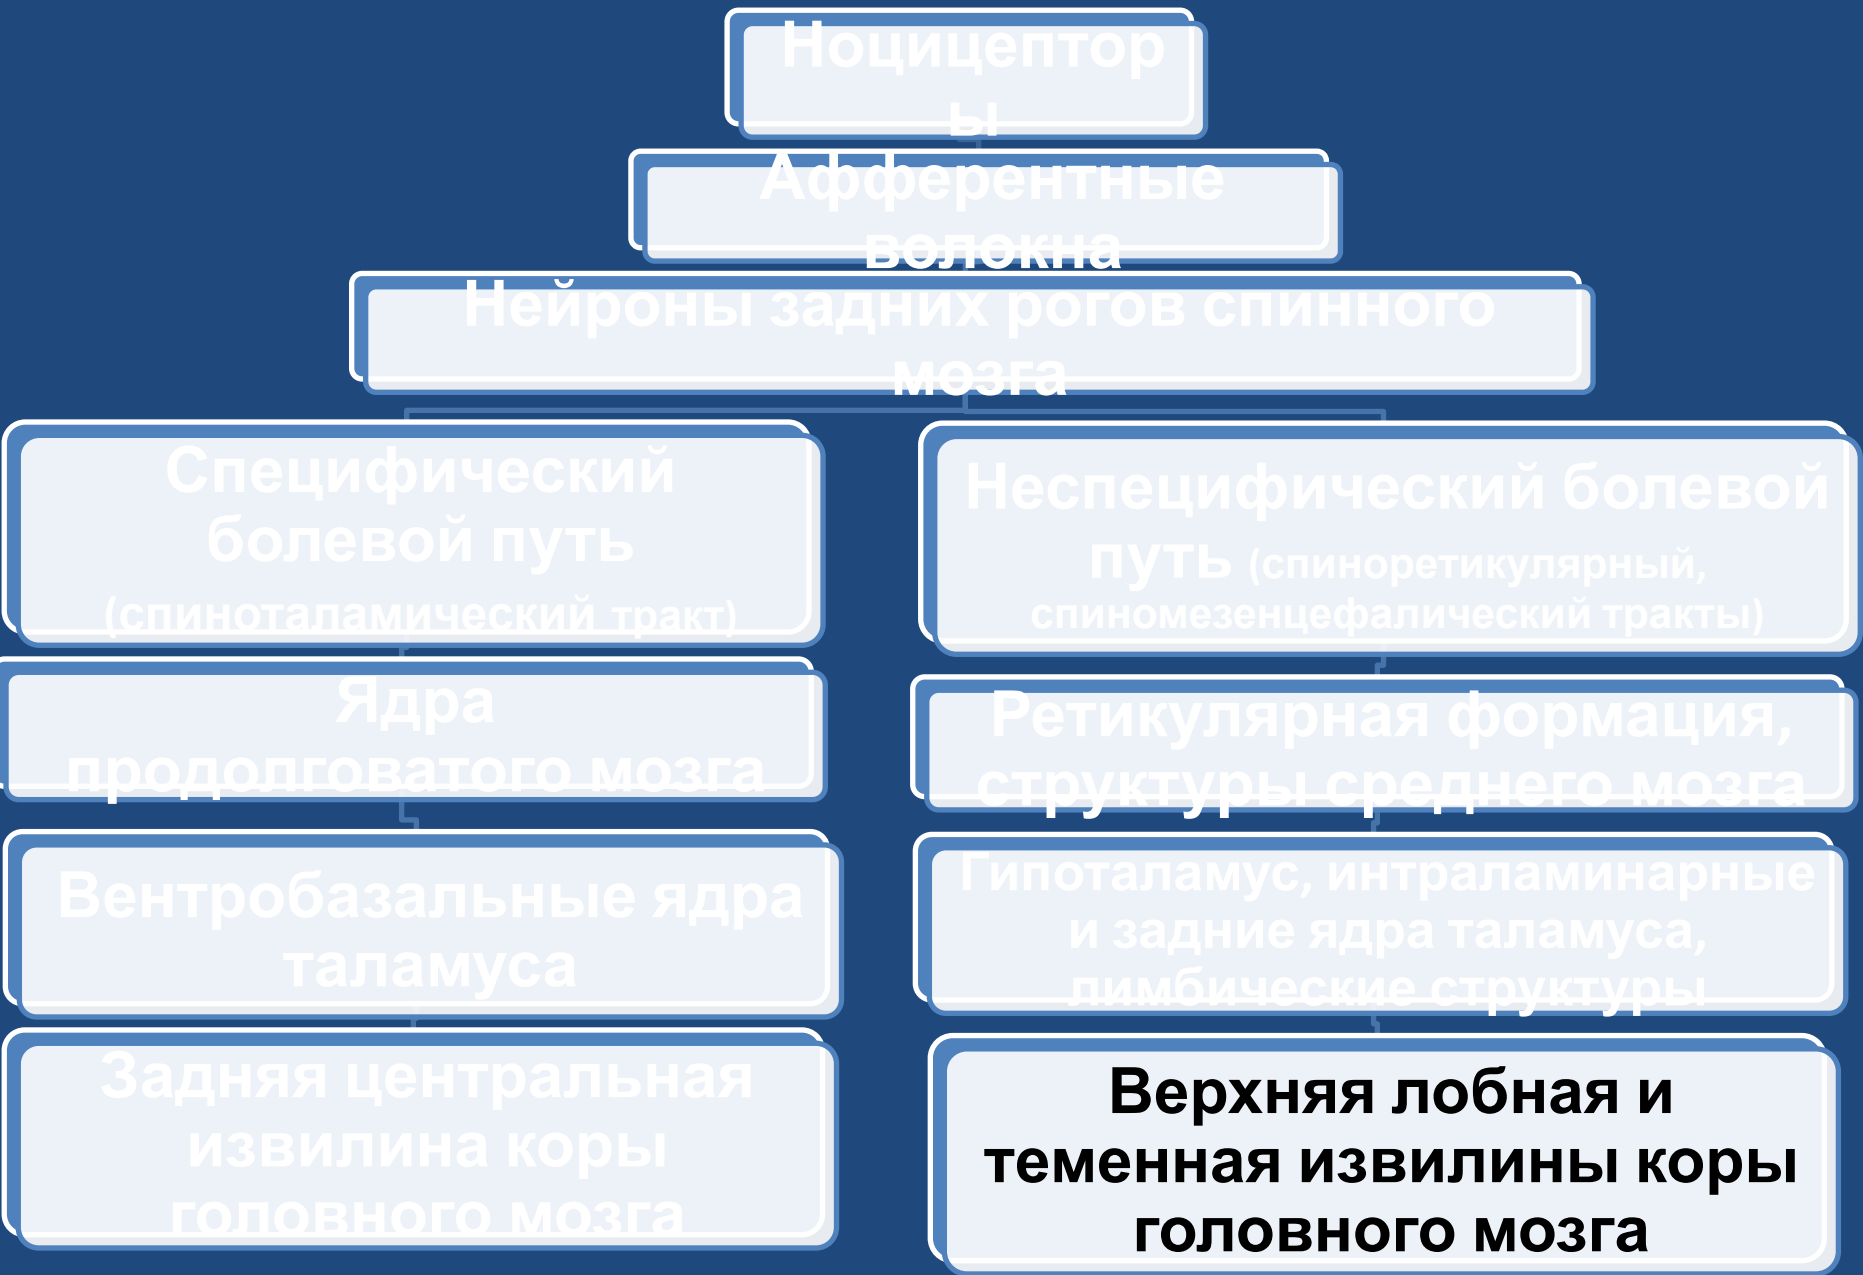 Ноцицептор
ы
Афферентные
волокна
Нейроны задних рогов спинного
мозга
Специфический
болевой путь
(спиноталамический тракт)
Ядра
продолговатого мозга
Вентробазальные ядра
таламуса
Задняя центральная
извилина коры
головного мозга
Неспецифический болевой
путь (спиноретикулярный,
спиномезенцефалический тракты)
Ретикулярная формация,
структуры среднего мозга
Гипоталамус, интраламинарные
и задние ядра таламуса,
лимбические структуры
Верхняя лобная и
теменная извилины коры
головного мозга